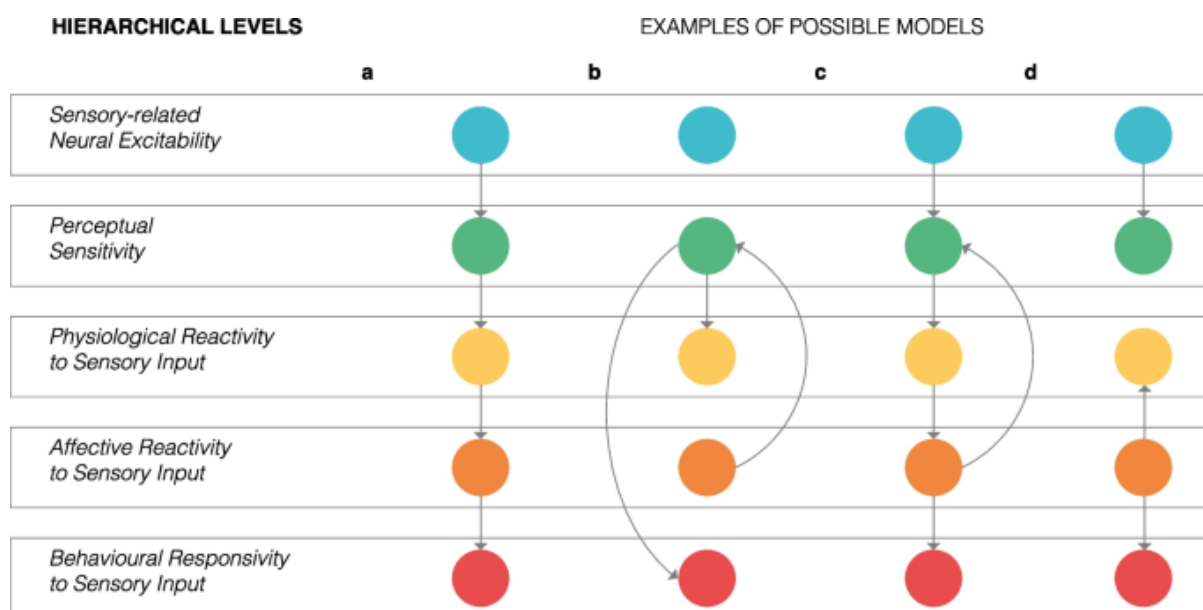 HIERARCHICAL LEVELS
EXAMPLES OF POSSIBLE MODELS
a
b
c
d
Sensory-related
Neural Excitability
Perceptual
Sensitivity
Physiological Reactivity
to Sensory Input
Affective Reactivity
to Sensory Input
Behavioural Responsivity
to Sensory Input